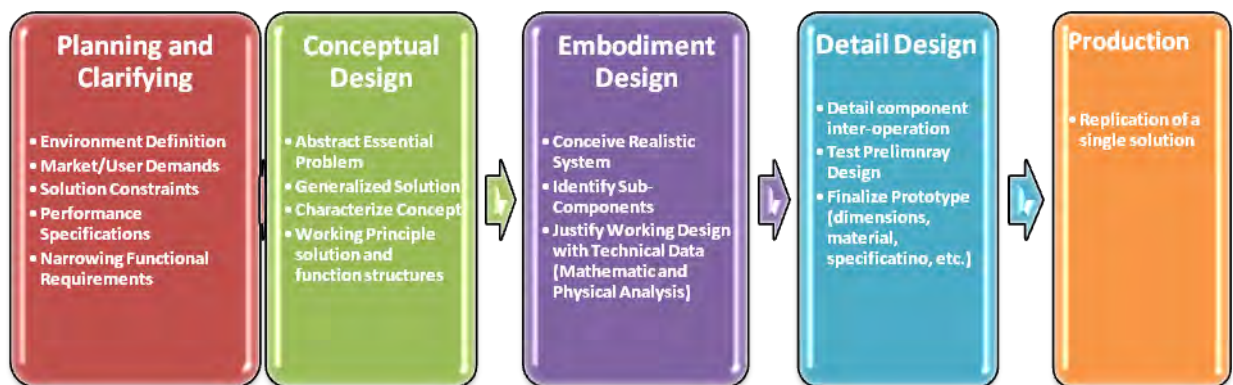 Planning and
Clarifying
• Environment Definition
• Market/User Demands
• Solution Constraints
• Performance
Specifications
• Narrowing Functional
Requirements
Conceptual
Design
• Abstract Essential
Problem
• Generalized Solution
• Characterize Concept
• Working Principle
solution and
function structures
Embodiment
Design
• Conceive Realistic
System
• Identify Sub-
Components
• Justify Working Design
with Technical Data
(Mathematic and
Physical Analysis)
Detail Design
• Detail component
inter-operation
• Test Prelimnray
Design
• Finalize Prototype
(dimensions,
material,
specificatino, etc.)
Production
• Replication of a
single solution